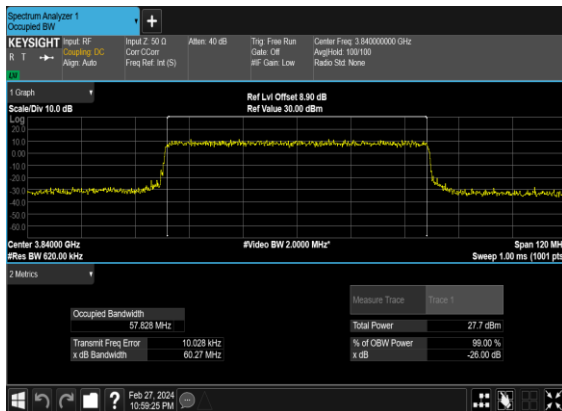 Spectrum Analyzer 1
Occupied BW
KEYSIGHT
R T
Input: RF
Coupling: DC
Align: Auto
Input Z: 50 Ω
Corr CCorr
Freq Ref: Int (S)
Atten: 40 dB
Trig: Free Run
Gate: Off
#IF Gain: Low
Center Freq: 3.840000000 GHz
Avg|Hold: 100/100
Radio Std: None
1 Graph
Scale/Div 10.0 dB
Ref Lvl Offset 8.90 dB
Ref Value 30.00 dBm
Log
20.0
10.0
0.00
-10.0
-20.0
-30.0
-40.0
-50.0
-60.0
Center 3.84000 GHz
#Res BW 620.00 kHz
#Video BW 2.0000 MHz*
Span 120 MH
Sweep 1.00 ms (1001 pts
2 Metrics
Measure Trace Trace 1
Occupied Bandwidth
57.828 MHz
Total Power 27.7 dBm
Transmit Freq Error 10.028 kHz
% of OBW Power 99.00 %
x dB Bandwidth 60.27 MHz
x dB -26.00 dB
Feb 27, 2024
10:59:25 PM